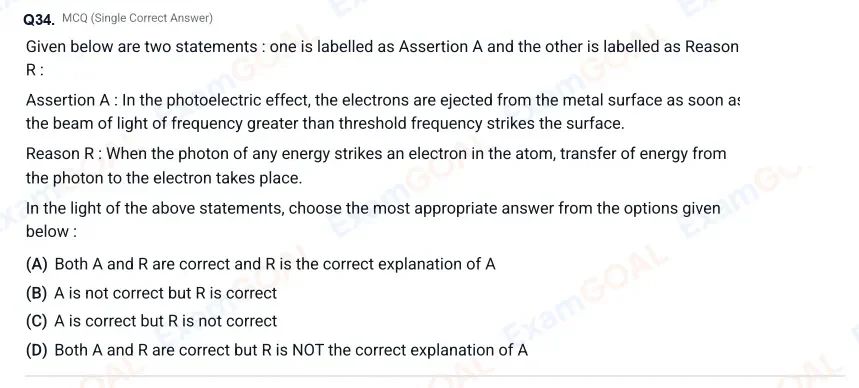 Q34. MCQ (Single Correct Answer)
Given below are two statements : one is labelled as Assertion A and the other is labelled as Reason
R :
Assertion A : In the photoelectric effect, the electrons are ejected from the metal surface as soon as
the beam of light of frequency greater than threshold frequency strikes the surface.
Reason R : When the photon of any energy strikes an electron in the atom, transfer of energy from
the photon to the electron takes place.
In the light of the above statements, choose the most appropriate answer from the options given
below :
(A) Both A and R are correct and R is the correct explanation of A
(B) A is not correct but R is correct
(C) A is correct but R is not correct
(D) Both A and R are correct but R is NOT the correct explanation of A